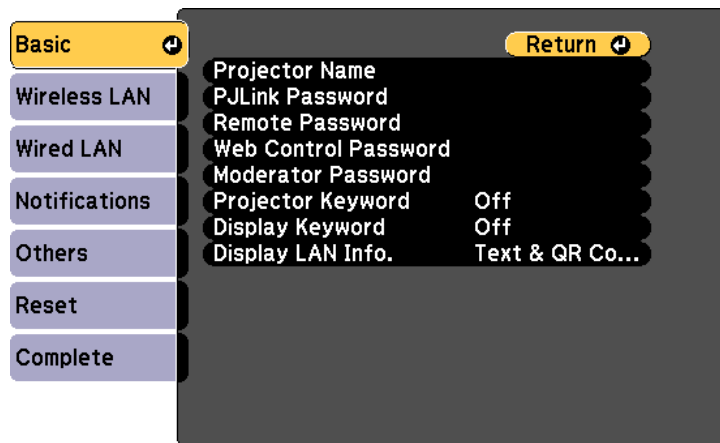 Basic
Wireless LAN
Wired LAN
Notifications
Others
Reset
Complete
Return
Projector Name
PJLink Password
Remote Password
Web Control Password
Moderator Password
Projector Keyword Off
Display Keyword Off
Display LAN Info. Text & QR Co...